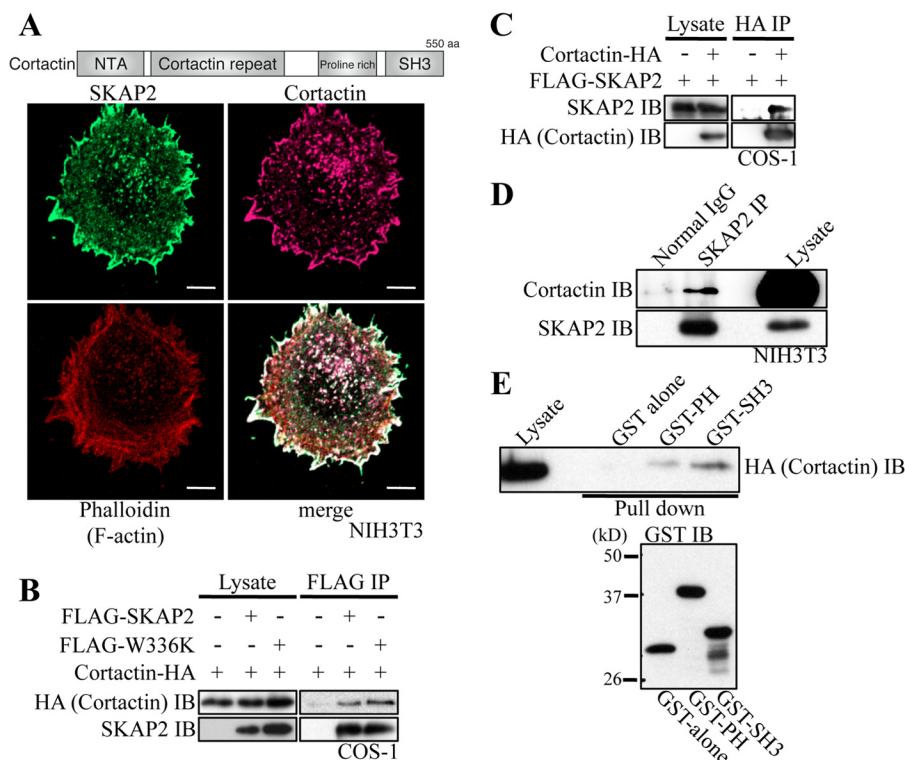 A
550 aa
Cortactin NTA Cortactin repeat Proline rich SH3
SKAP2 Cortactin
Phalloidin merge
(F-actin) NIH3T3
B
Lysate FLAG IP
FLAG-SKAP2 - + - - + -
FLAG-W336K - - + - - +
Cortactin-HA + + + + + +
HA (Cortactin) IB
SKAP2 IB
COS-1
C
Lysate HA IP
Cortactin-HA - + - +
FLAG-SKAP2 + + + +
SKAP2 IB
HA (Cortactin) IB
COS-1
D
Normal IgG SKAP2 IP Lysate
Cortactin IB
SKAP2 IB
NIH3T3
E
Lysate GST alone GST-PH GST-SH3
HA (Cortactin) IB
Pull down
(kD) GST IB
50
37
26
GST-alone GST-PH GST-SH3